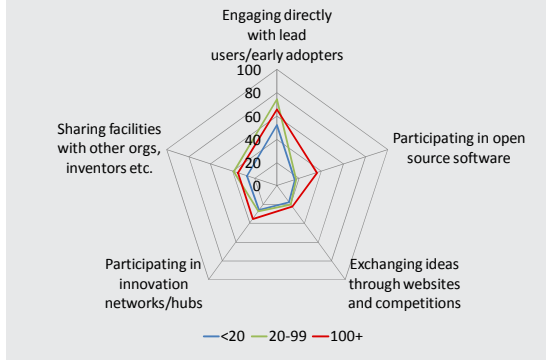 Engaging directly
with lead
users/early adopters
100
80
60
40
20
0
Sharing facilities
with other orgs,
inventors etc.
Participating in open
source software
Participating in
innovation
networks/hubs
Exchanging ideas
through websites
and competitions
<20 20-99 100+